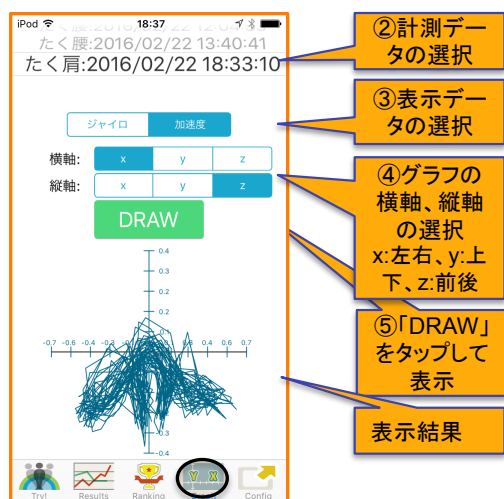 iPod 18:37
たく腰:2016/02/22 13:40:41
たく肩:2016/02/22 18:33:10
ジャイロ 加速度
横軸: x y z
縦軸: x y z
DRAW
0.4
0.3
0.2
0.2
-0.7 -0.6 -0.4 0.4 0.6 0.7
-0.3
-0.4
Try! Results Ranking Config
Y X
②計測デー
タの選択
③表示デー
タの選択
④グラフの
横軸、縦軸
の選択
x:左右、y:上
下、z:前後
⑤「DRAW」
をタップして
表示
表示結果